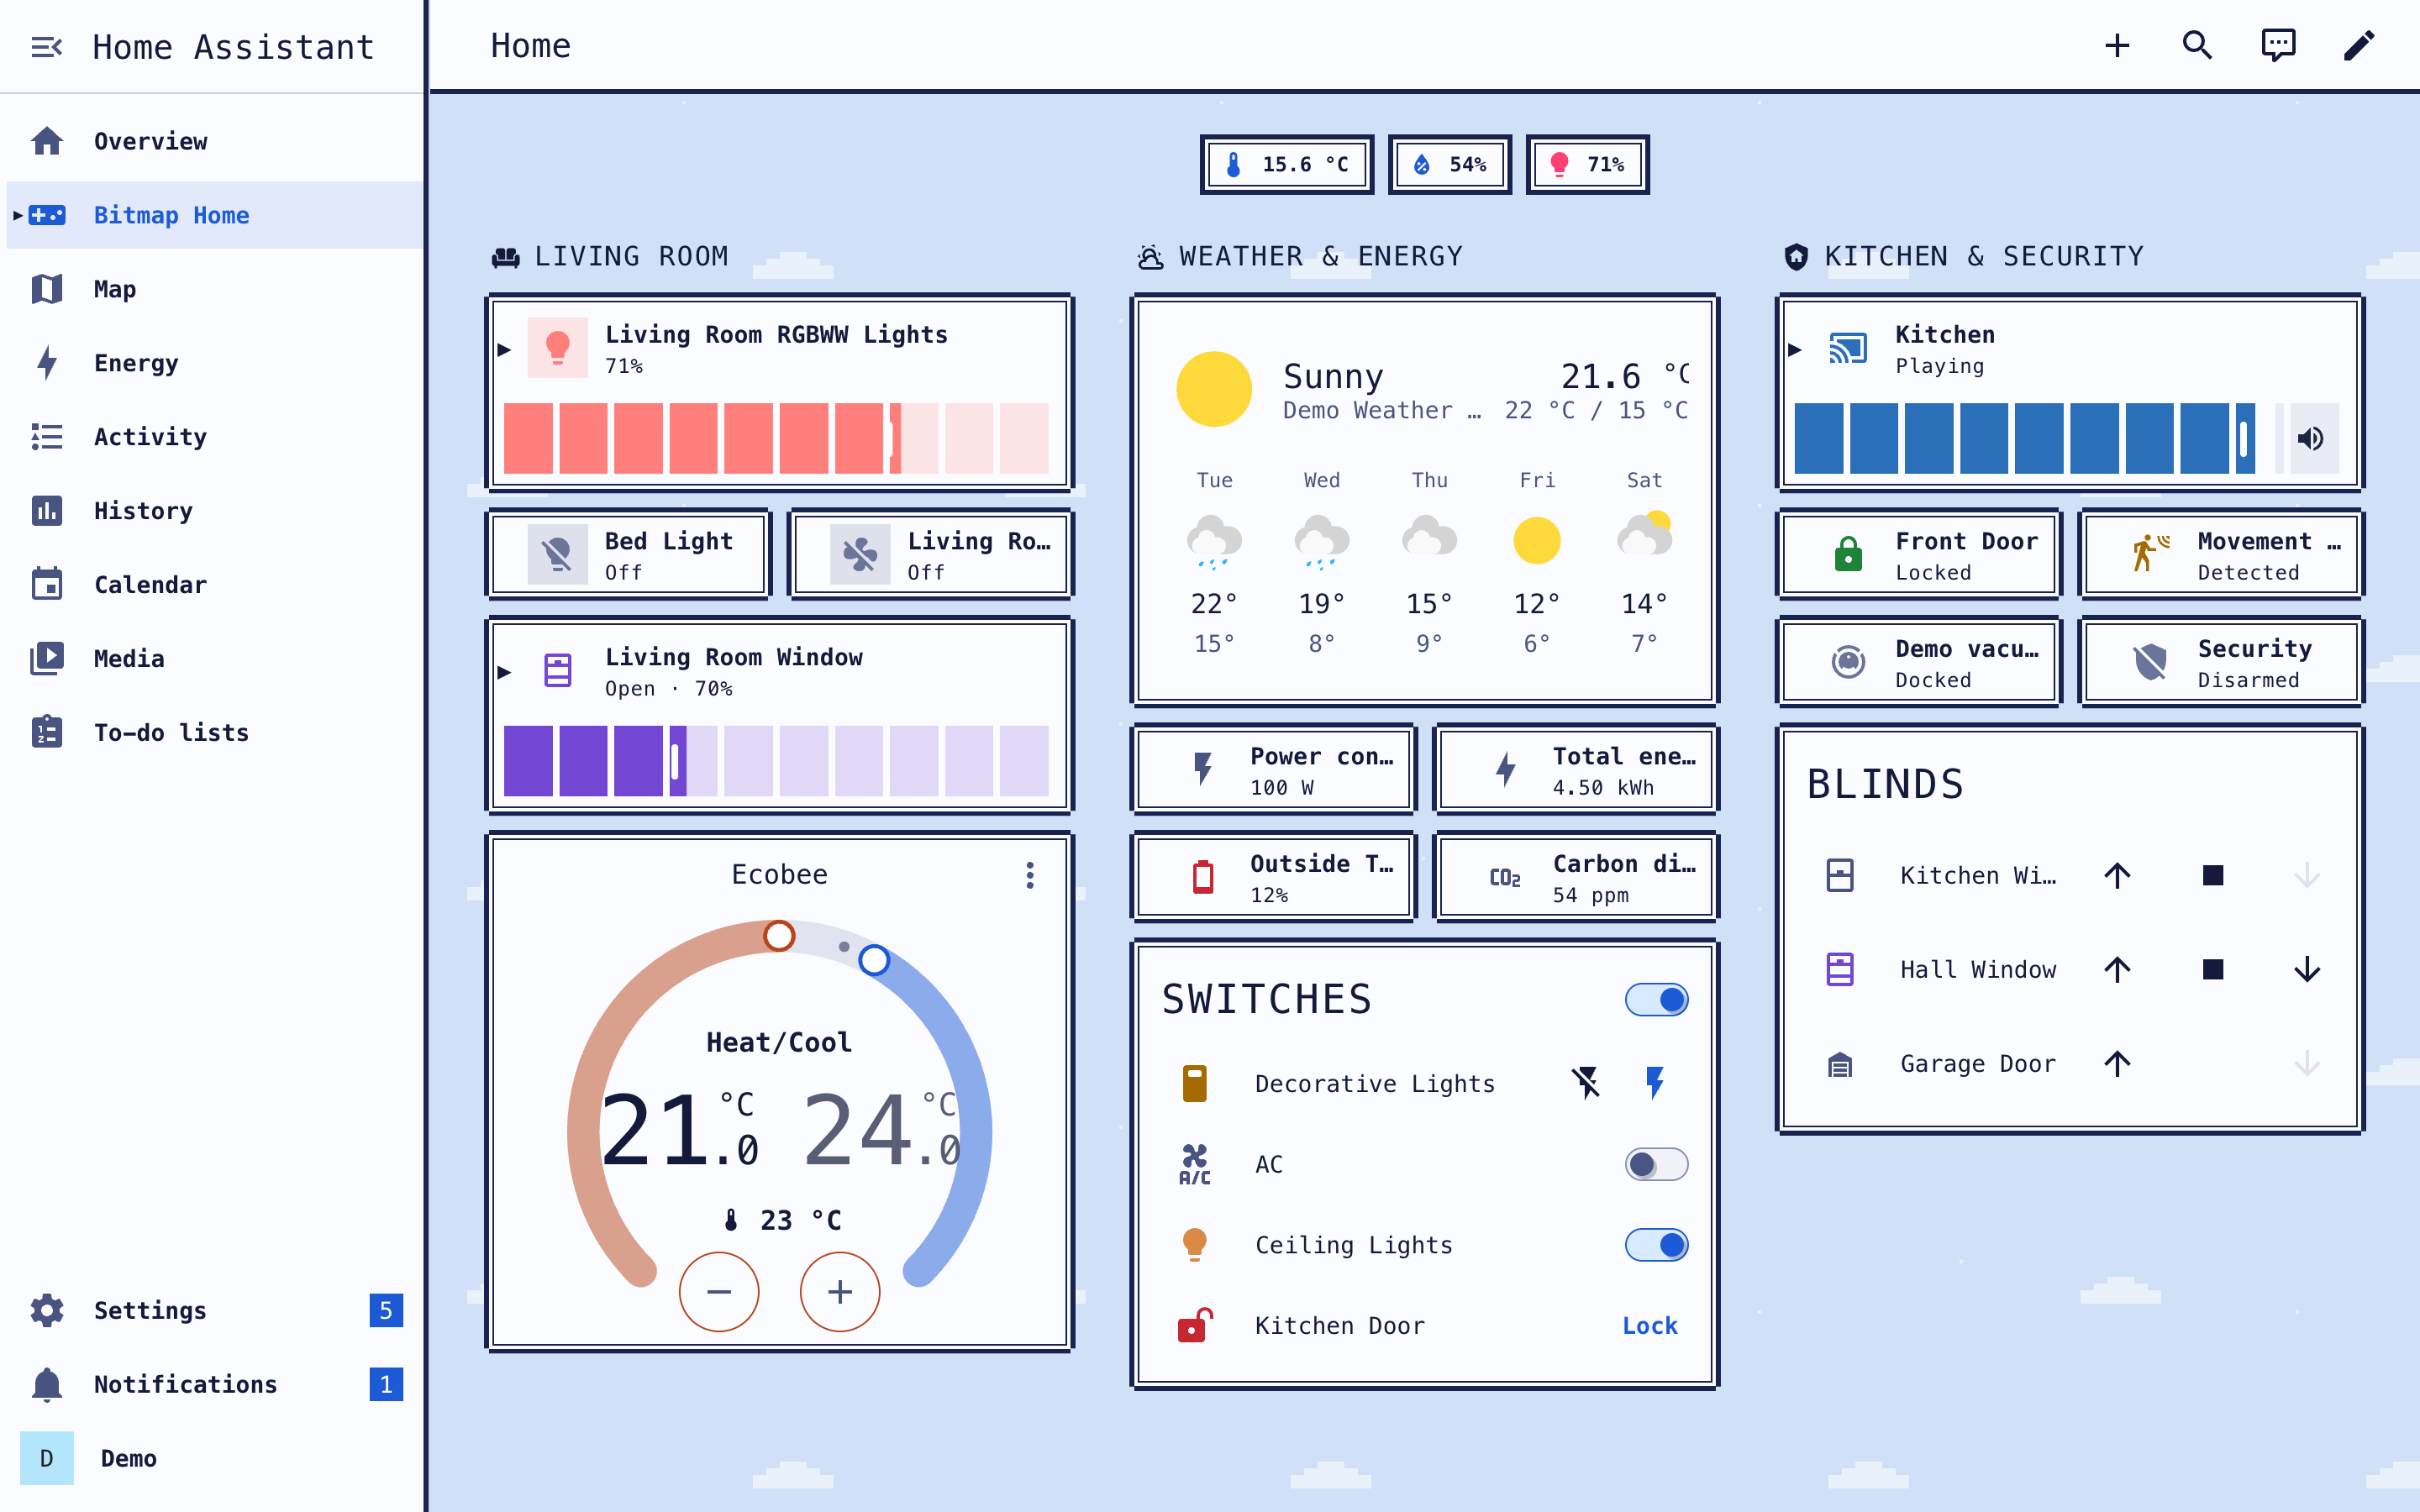 Home Assistant
Home
Overview
Bitmap Home
Map
Energy
Activity
History
Calendar
Media
To-do lists
Settings 5
Notifications 1
D Demo
15.6 °C
54%
71%
LIVING ROOM
Living Room RGBWW Lights
71%
Bed Light
Off
Living Ro…
Off
Living Room Window
Open · 70%
Ecobee
Heat/Cool
21.0 °C 24.0 °C
23 °C
WEATHER & ENERGY
Sunny 21.6 °C
Demo Weather … 22 °C / 15 °C
Tue Wed Thu Fri Sat
22° 19° 15° 12° 14°
15° 8° 9° 6° 7°
Power con…
100 W
Total ene…
4.50 kWh
Outside T…
12%
CO₂
Carbon di…
54 ppm
SWITCHES
Decorative Lights
A/C
AC
Ceiling Lights
Kitchen Door Lock
KITCHEN & SECURITY
Kitchen
Playing
Front Door
Locked
Movement …
Detected
Demo vacu…
Docked
Security
Disarmed
BLINDS
Kitchen Wi…
Hall Window
Garage Door